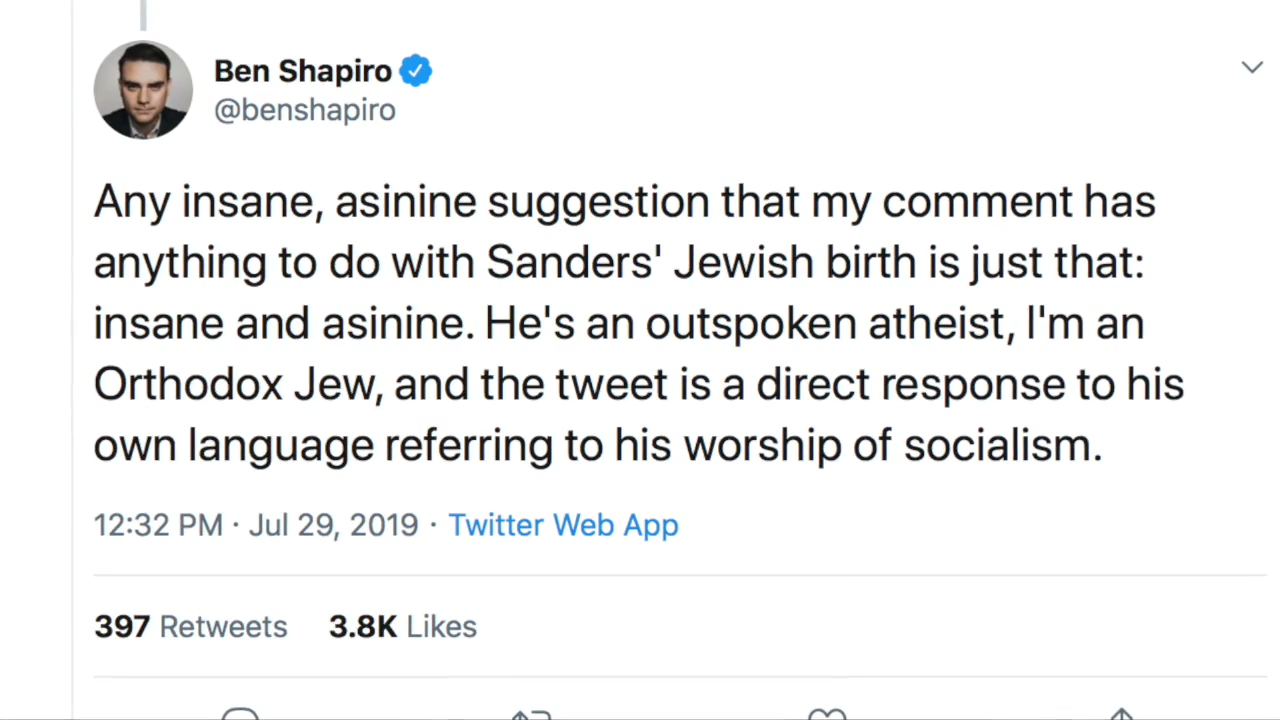 Ben Shapiro
@benshapiro
Any insane, asinine suggestion that my comment has
anything to do with Sanders' Jewish birth is just that:
insane and asinine. He's an outspoken atheist, I'm an
Orthodox Jew, and the tweet is a direct response to his
own language referring to his worship of socialism.
12:32 PM · Jul 29, 2019 · Twitter Web App
397 Retweets 3.8K Likes